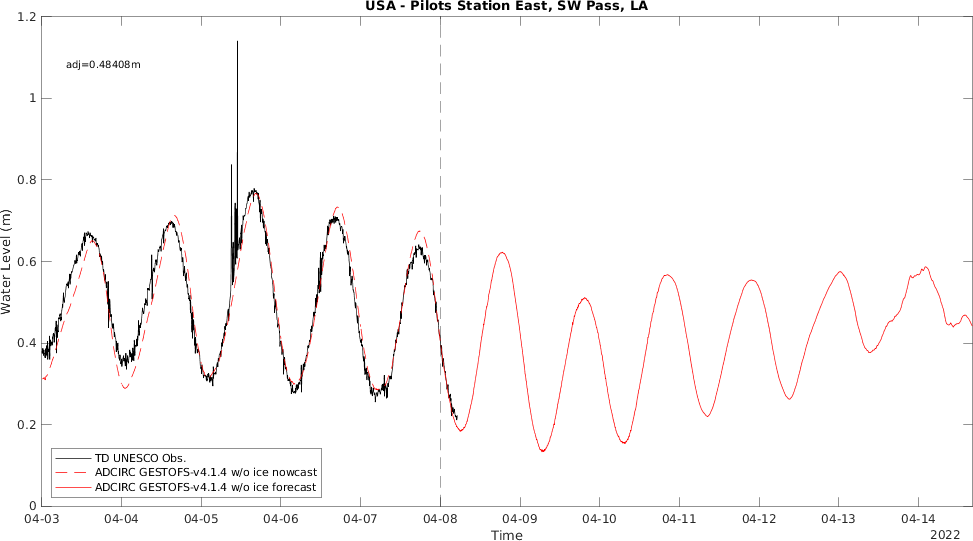 USA - Pilots Station East, SW Pass, LA
1.2
adj=0.48408m
1
0.8
0.6
Water Level (m)
0.4
0.2
TD UNESCO Obs.
ADCIRC GESTOFS-v4.1.4 w/o ice nowcast
ADCIRC GESTOFS-v4.1.4 w/o ice forecast
0
04-03 04-04 04-05 04-06 04-07 04-08 04-09 04-10 04-11 04-12 04-13 04-14
Time
2022